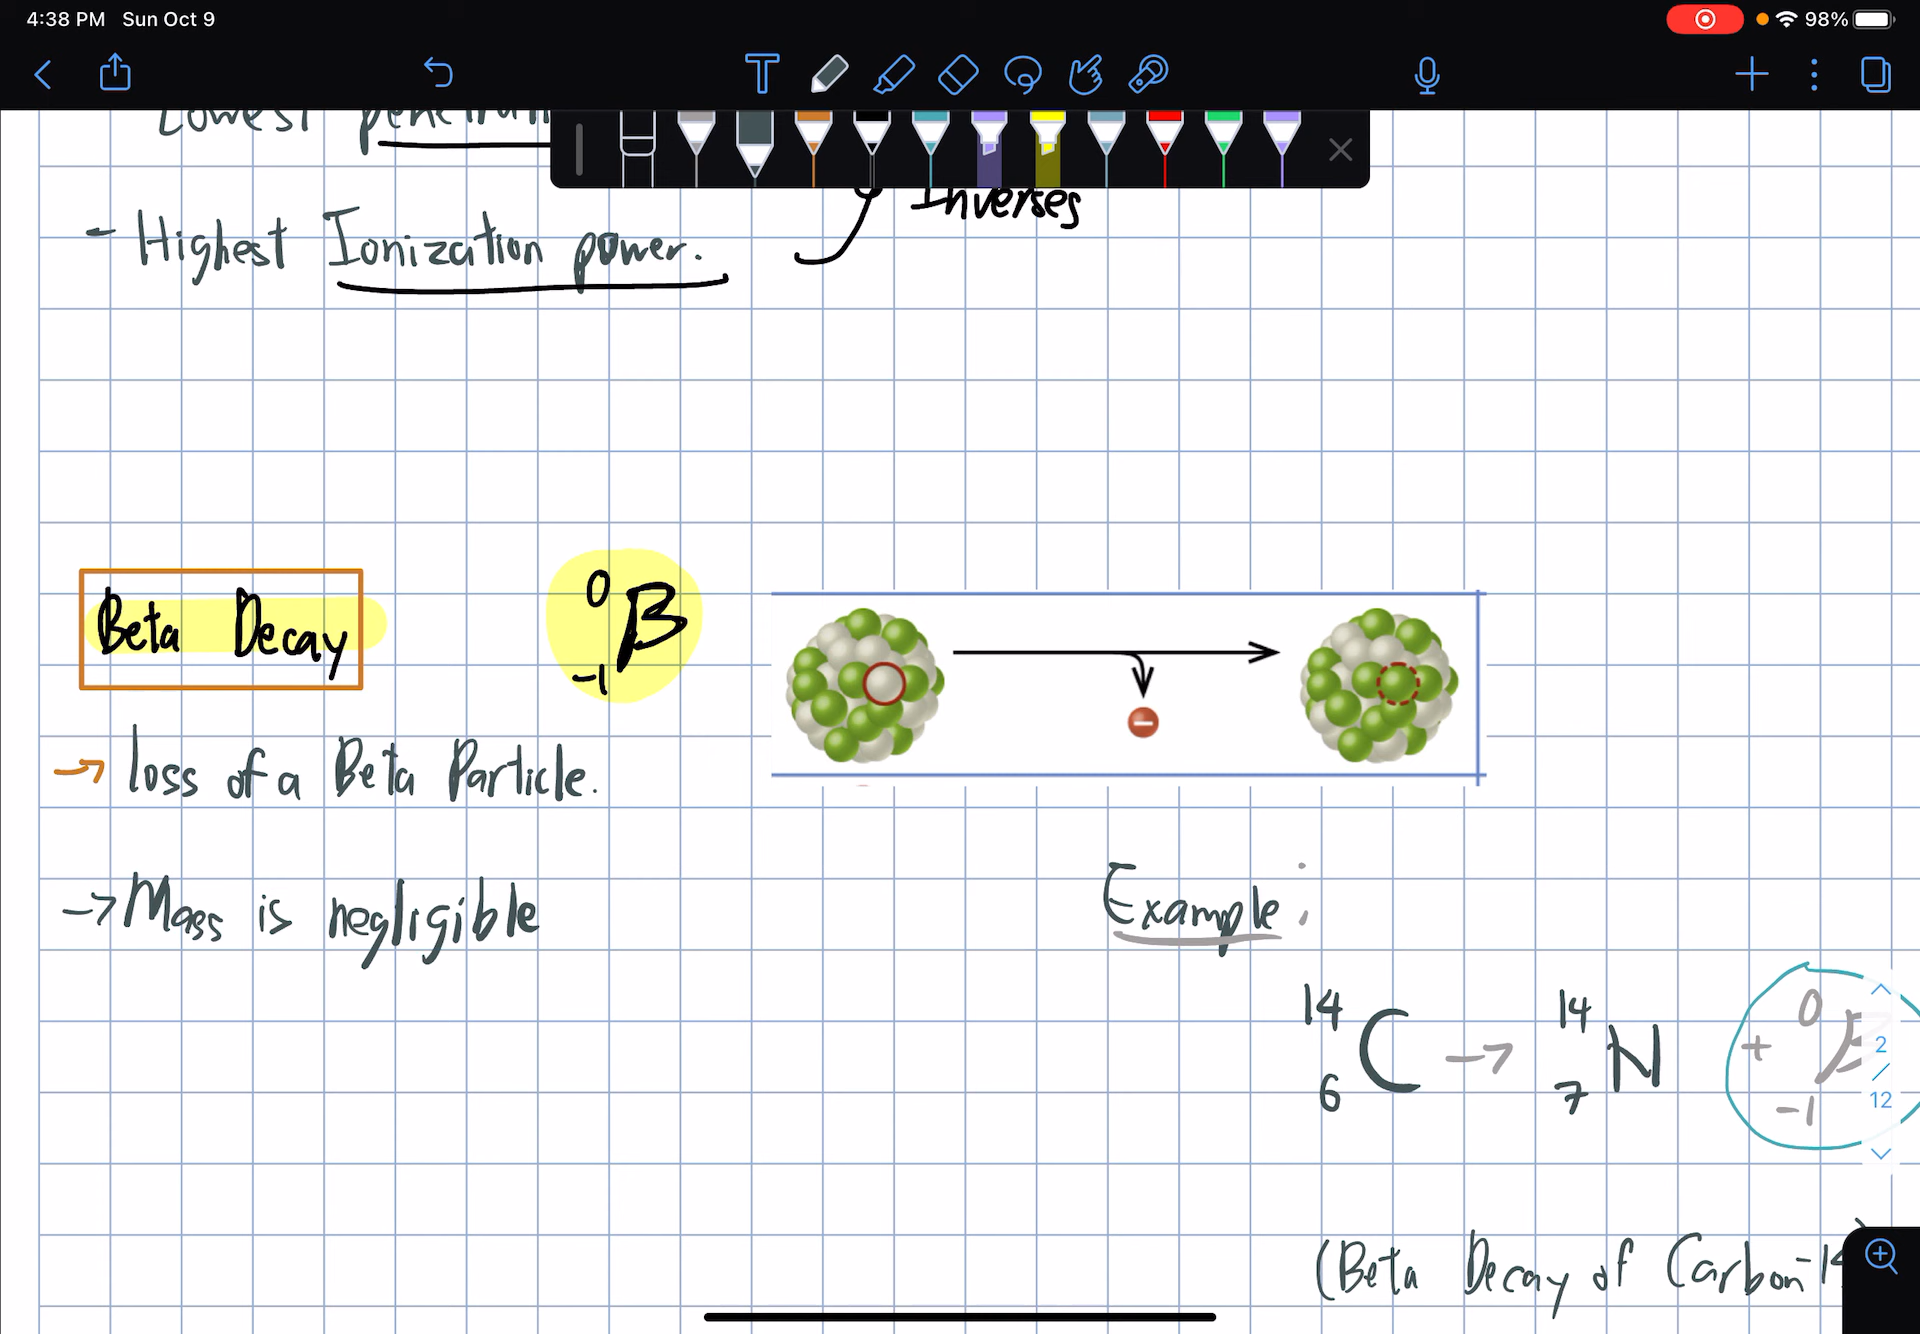 4:38 PM Sun Oct 9
98%
T
Lowest
Inverses
- Highest Ionization power.
Beta Decay
0
β
-1
→ loss of a Beta Particle.
→ Mass is negligible
Example:
14 C → 14 N + 0 β
6 7 -1
2
/
12
(Beta Decay of Carbon-14